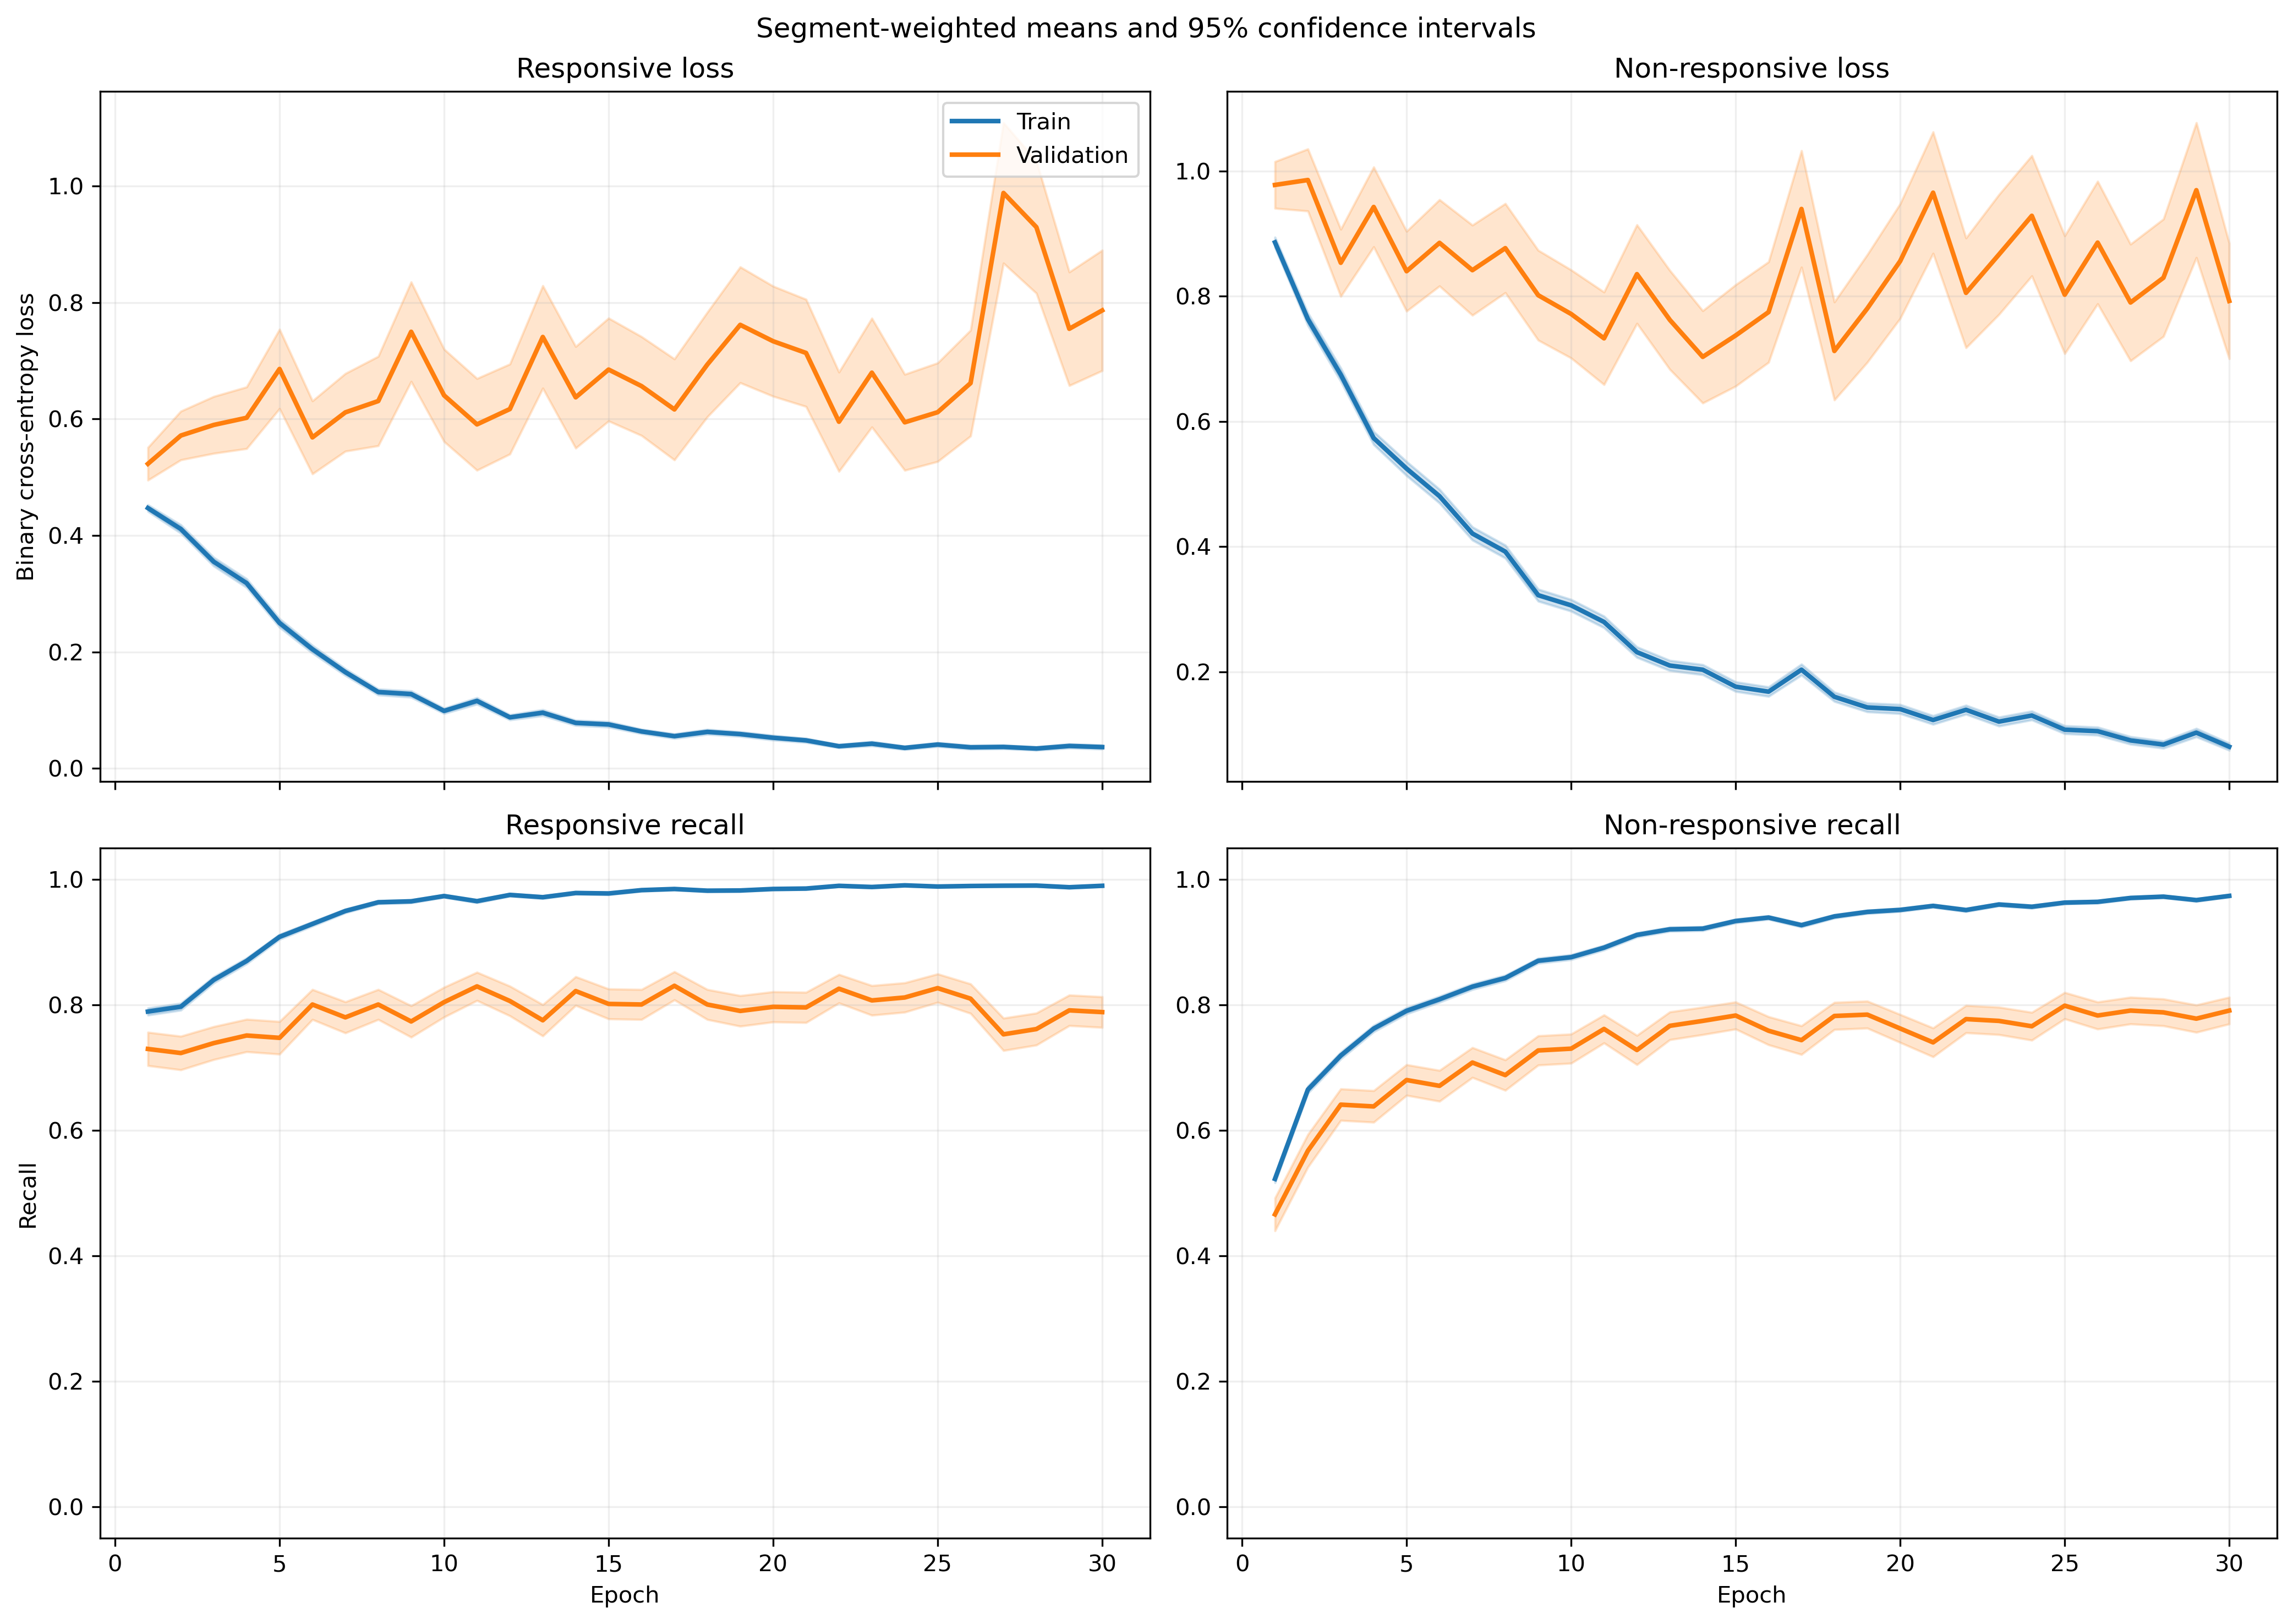 Segment-weighted means and 95% confidence intervals
Responsive loss
Non-responsive loss
Train
Validation
Binary cross-entropy loss
1.0
0.8
0.6
0.4
0.2
0.0
1.0
0.8
0.6
0.4
0.2
Responsive recall
Non-responsive recall
Recall
1.0
0.8
0.6
0.4
0.2
0.0
0 5 10 15 20 25 30
Epoch
1.0
0.8
0.6
0.4
0.2
0.0
0 5 10 15 20 25 30
Epoch